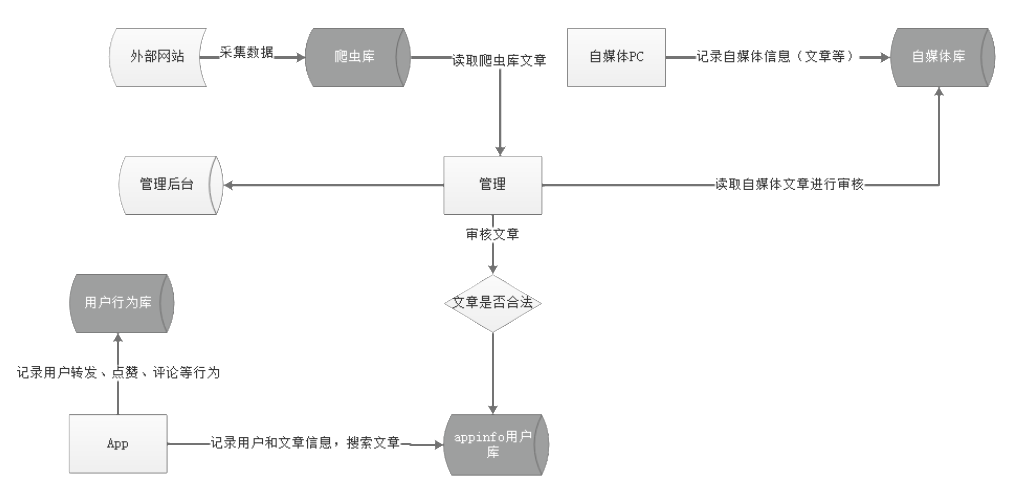 外部网站
采集数据
爬虫库
读取爬虫库文章
自媒体PC
记录自媒体信息（文章等）
自媒体库
管理后台
管理
读取自媒体文章进行审核
审核文章
用户行为库
文章是否合法
记录用户转发、点赞、评论等行为
App
记录用户和文章信息，搜索文章
appinfo用户
库